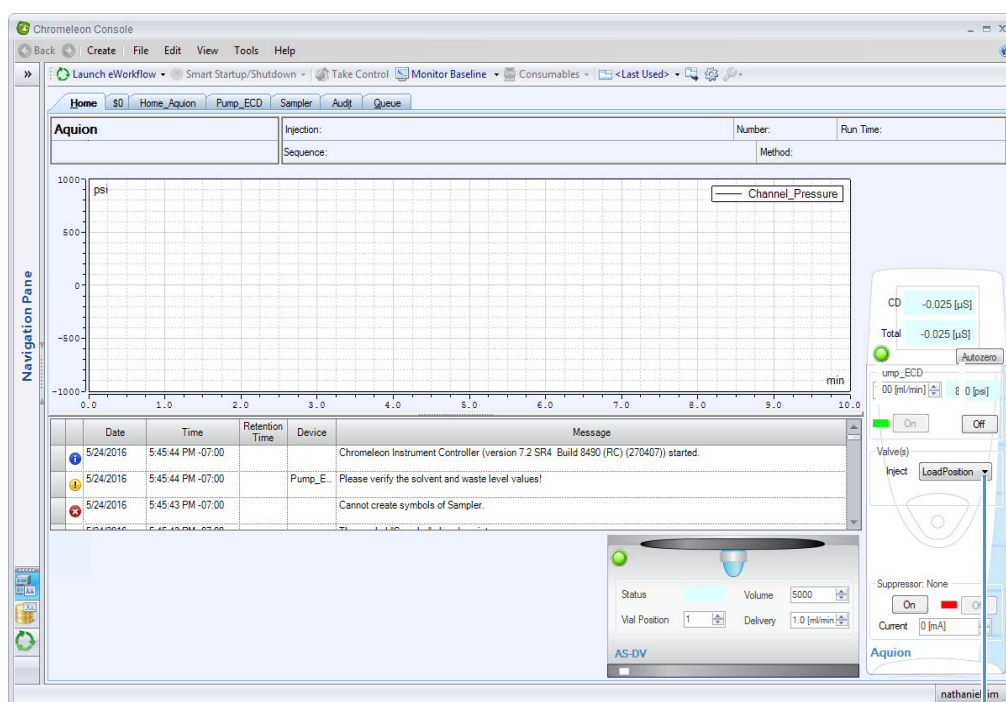 Chromeleon Console
Back Create File Edit View Tools Help
» Launch eWorkflow Smart Startup/Shutdown Take Control Monitor Baseline Consumables <Last Used>
Home $0 Home_Aquion Pump_ECD Sampler Audit Queue
Aquion Injection: Number: Run Time:
Sequence: Method:
Navigation Pane
1000 psi Channel_Pressure
500
0
-500
-1000 min
0.0 1.0 2.0 3.0 4.0 5.0 6.0 7.0 8.0 9.0 10.0
CD -0.025 [µS]
Total -0.025 [µS]
Autozero
ump_ECD
00 [ml/min] 8 0 [psi]
On Off
Valve(s)
Inject LoadPosition
Date Time Retention Time Device Message
5/24/2016 5:45:44 PM -07:00 Chromeleon Instrument Controller (version 7.2 SR4 Build 8490 (RC) (270407)) started.
5/24/2016 5:45:44 PM -07:00 Pump_E... Please verify the solvent and waste level values!
5/24/2016 5:45:43 PM -07:00 Cannot create symbols of Sampler.
Status Volume 5000
Vial Position 1 Delivery 1.0 [ml/min
AS-DV
Suppressor: None
On
Current 0 [mA]
Aquion